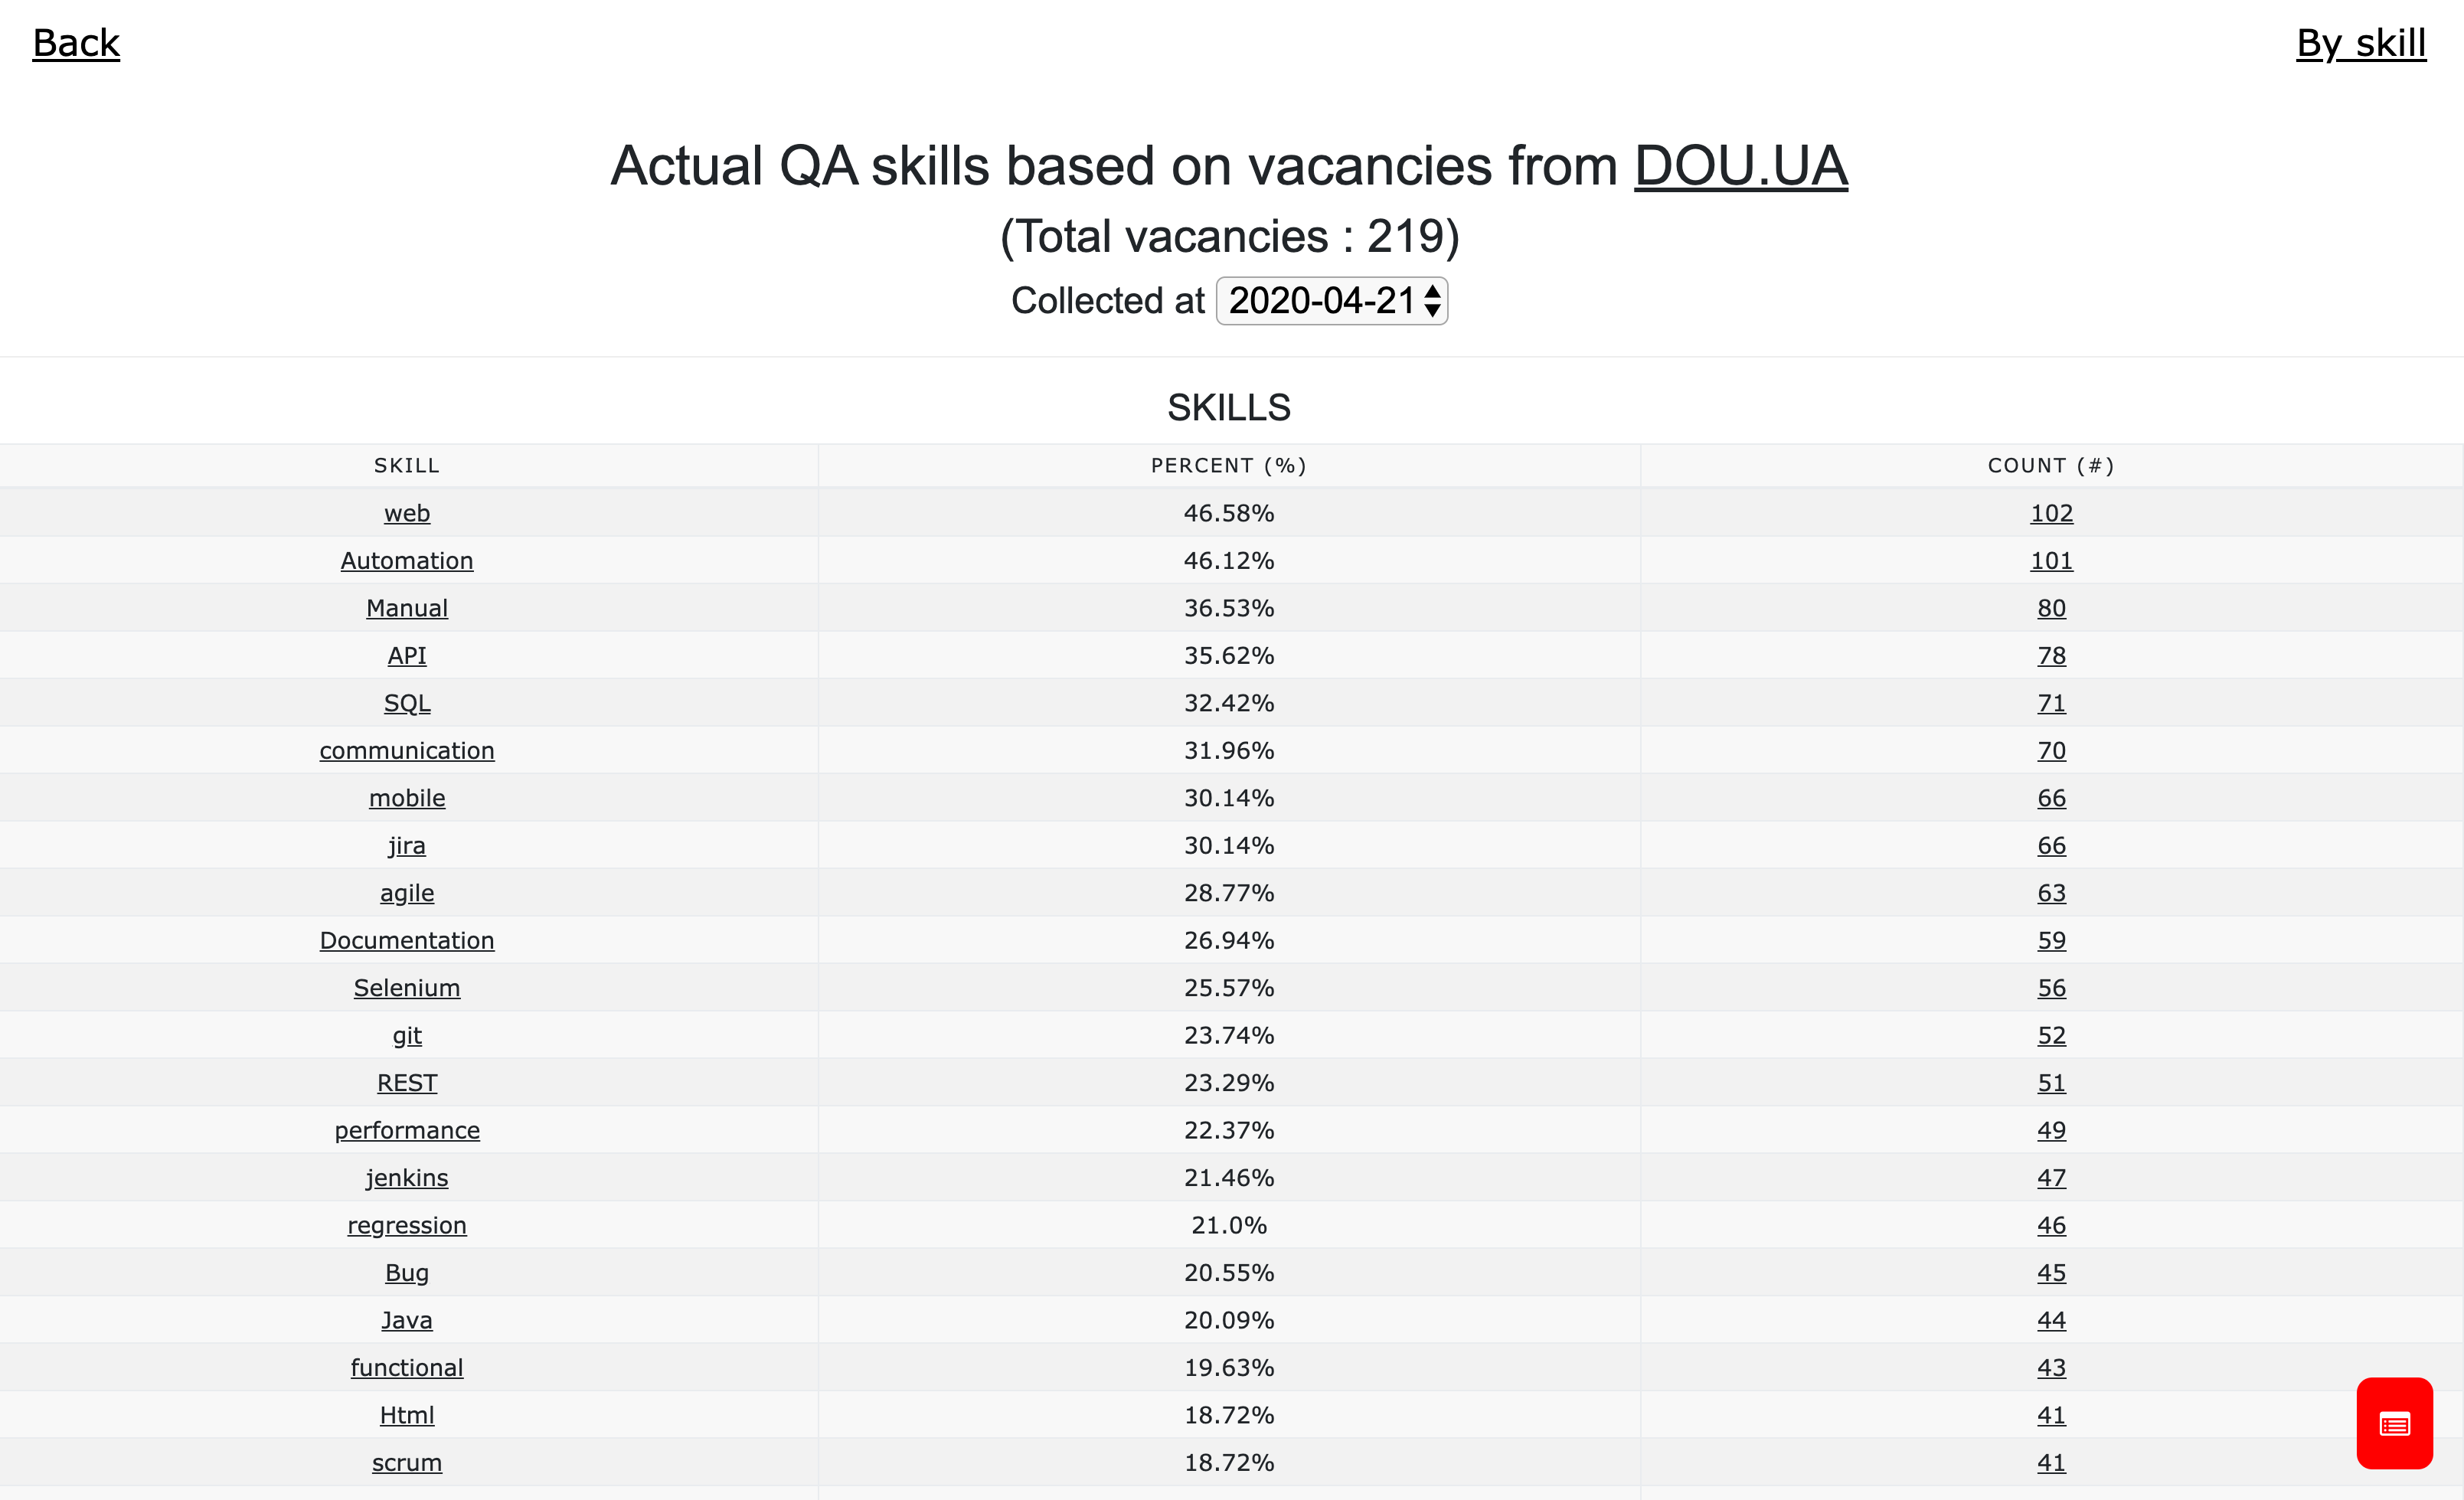 Back By skill
Actual QA skills based on vacancies from DOU.UA
(Total vacancies : 219)
Collected at 2020-04-21
SKILLS
SKILL PERCENT (%) COUNT (#)
web 46.58% 102
Automation 46.12% 101
Manual 36.53% 80
API 35.62% 78
SQL 32.42% 71
communication 31.96% 70
mobile 30.14% 66
jira 30.14% 66
agile 28.77% 63
Documentation 26.94% 59
Selenium 25.57% 56
git 23.74% 52
REST 23.29% 51
performance 22.37% 49
jenkins 21.46% 47
regression 21.0% 46
Bug 20.55% 45
Java 20.09% 44
functional 19.63% 43
Html 18.72% 41
scrum 18.72% 41